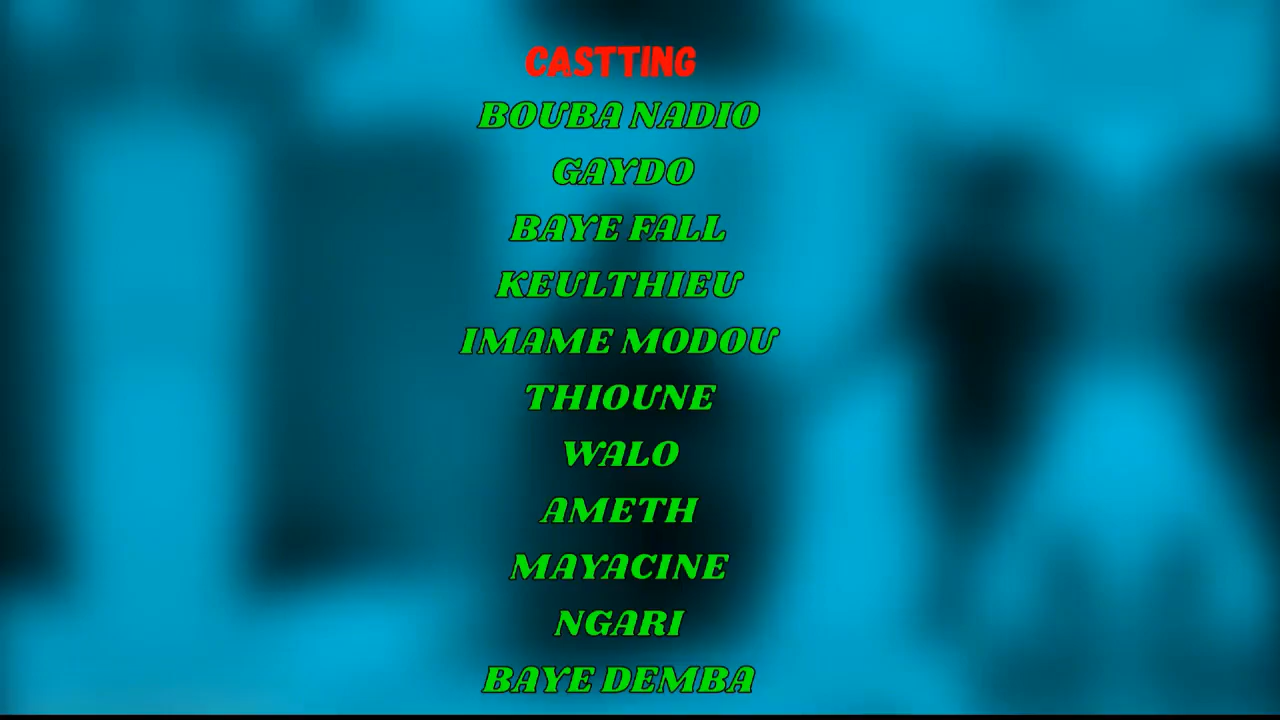 CASTTING
BOUBA NADIO
GAYDO
BAYE FALL
KEULTHIEU
IMAME MODOU
THIOUNE
WALO
AMETH
MAYACINE
NGARI
BAYE DEMBA